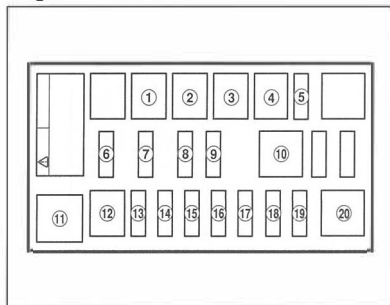 ① ② ③ ④ ⑤
⑥ ⑦ ⑧ ⑨ ⑩
⑪ ⑫ ⑬ ⑭ ⑮ ⑯ ⑰ ⑱ ⑲ ⑳